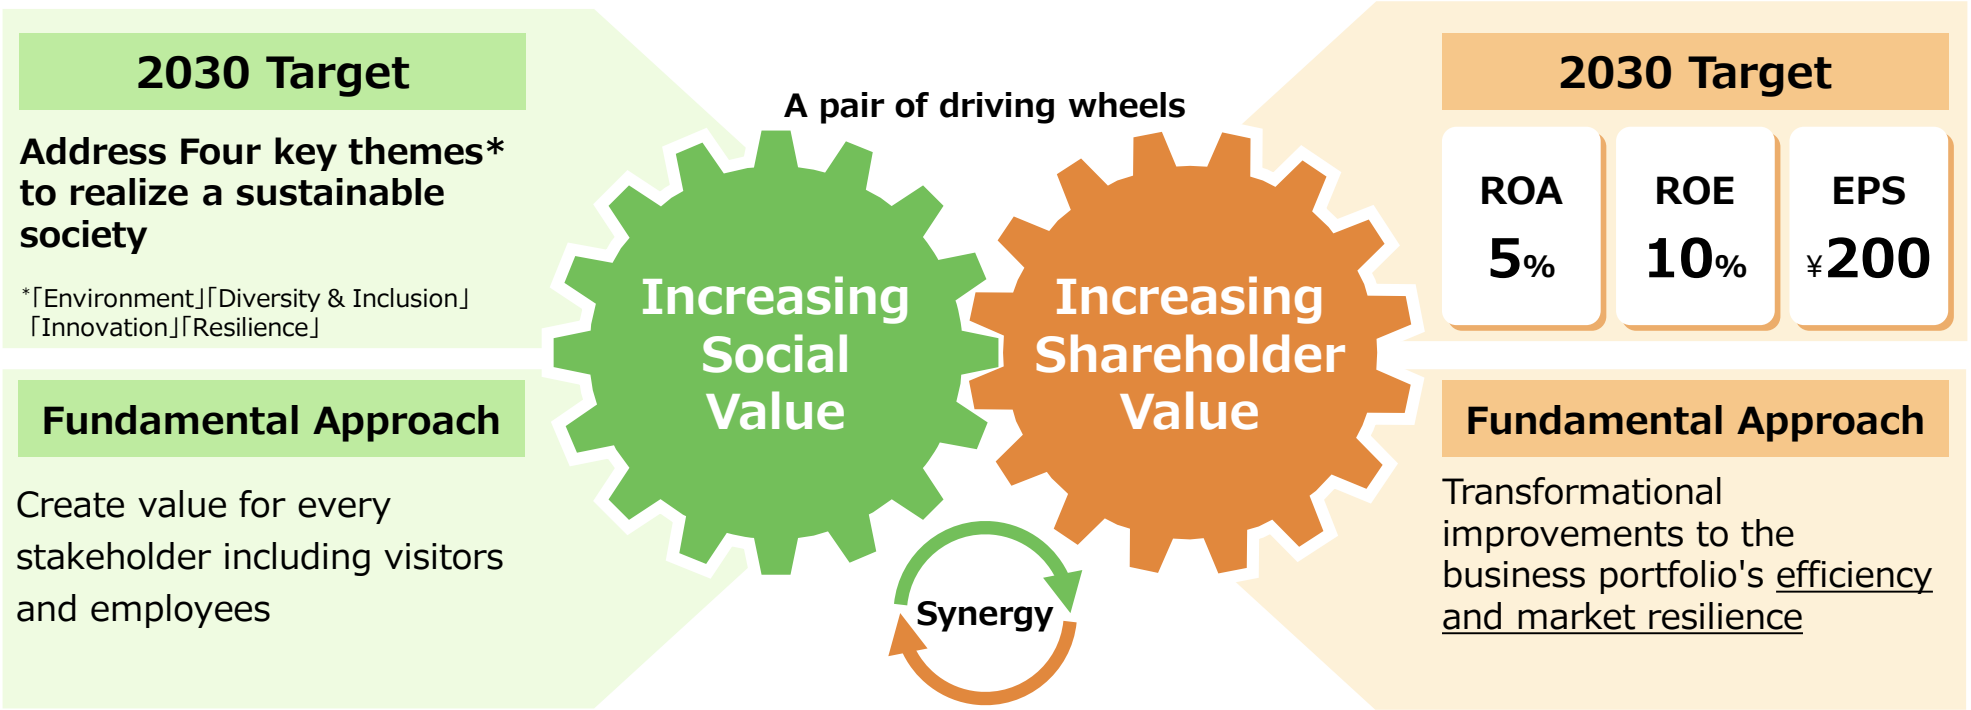 2030 Target
Address Four key themes*
to realize a sustainable
society
*「Environment」「Diversity & Inclusion」
「Innovation」「Resilience」
Fundamental Approach
Create value for every
stakeholder including visitors
and employees
A pair of driving wheels
Increasing
Social
Value
Increasing
Shareholder
Value
Synergy
2030 Target
ROA
5%
ROE
10%
EPS
¥200
Fundamental Approach
Transformational
improvements to the
business portfolio's efficiency
and market resilience